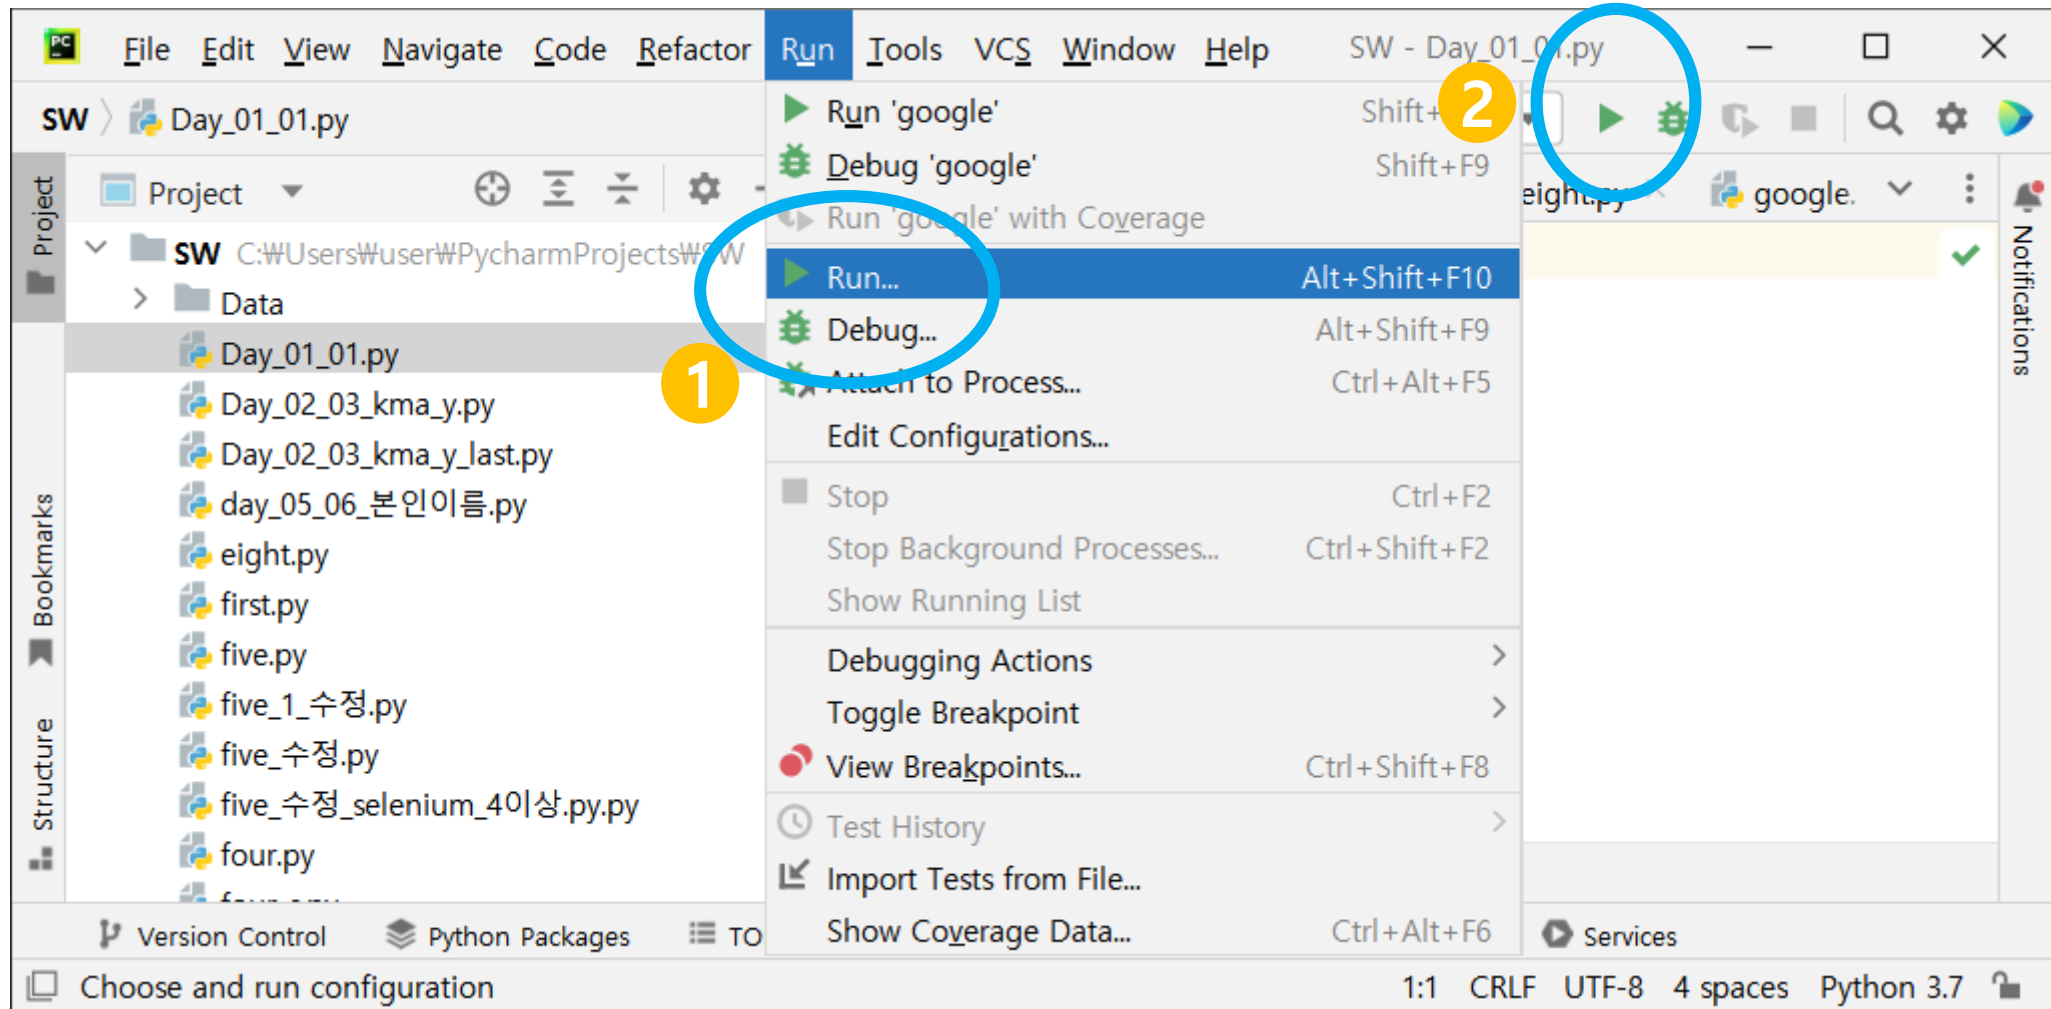 PC
File Edit View Navigate Code Refactor Run Tools VCS Window Help SW - Day_01_01.py
SW Day_01_01.py
Project
SW C:₩Users₩user₩PycharmProjects₩SW
Data
Day_01_01.py
Day_02_03_kma_y.py
Day_02_03_kma_y_last.py
day_05_06_본인이름.py
eight.py
first.py
five.py
five_1_수정.py
five_수정.py
five_수정_selenium_4이상.py.py
four.py
Project
Bookmarks
Structure
1
2
Run 'google' Shift+
Debug 'google' Shift+F9
Run 'google' with Coverage
Run... Alt+Shift+F10
Debug... Alt+Shift+F9
Attach to Process... Ctrl+Alt+F5
Edit Configurations...
Stop Ctrl+F2
Stop Background Processes... Ctrl+Shift+F2
Show Running List
Debugging Actions
Toggle Breakpoint
View Breakpoints... Ctrl+Shift+F8
Test History
Import Tests from File...
Show Coverage Data... Ctrl+Alt+F6
eight.py google.
Notifications
Version Control Python Packages TO Services
Choose and run configuration 1:1 CRLF UTF-8 4 spaces Python 3.7